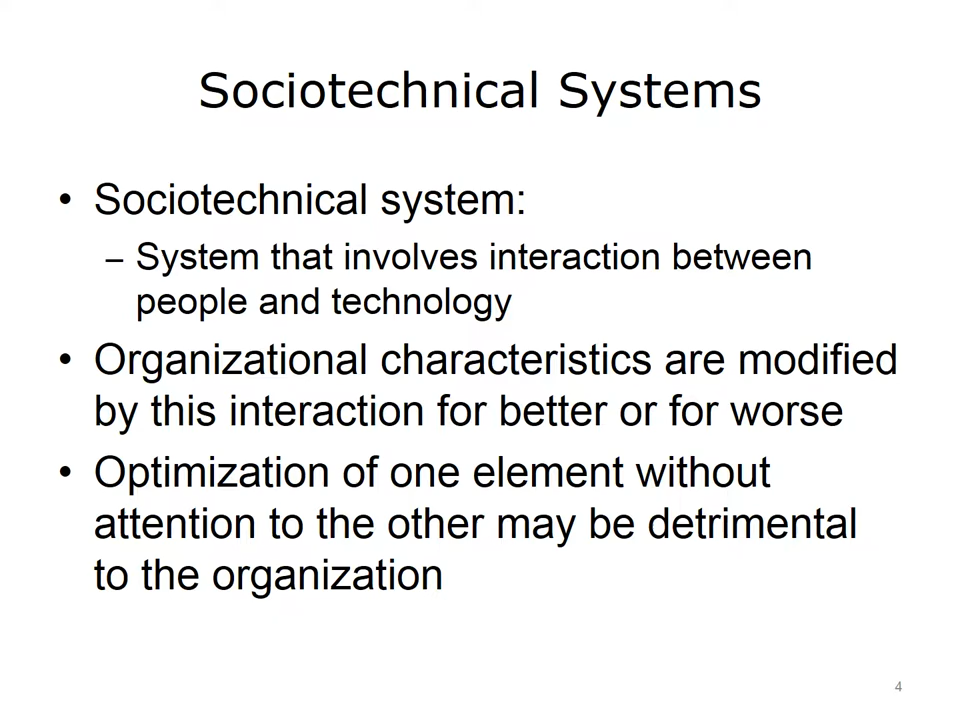 Sociotechnical Systems
• Sociotechnical system:
– System that involves interaction between
people and technology
• Organizational characteristics are modified
by this interaction for better or for worse
• Optimization of one element without
attention to the other may be detrimental
to the organization
4